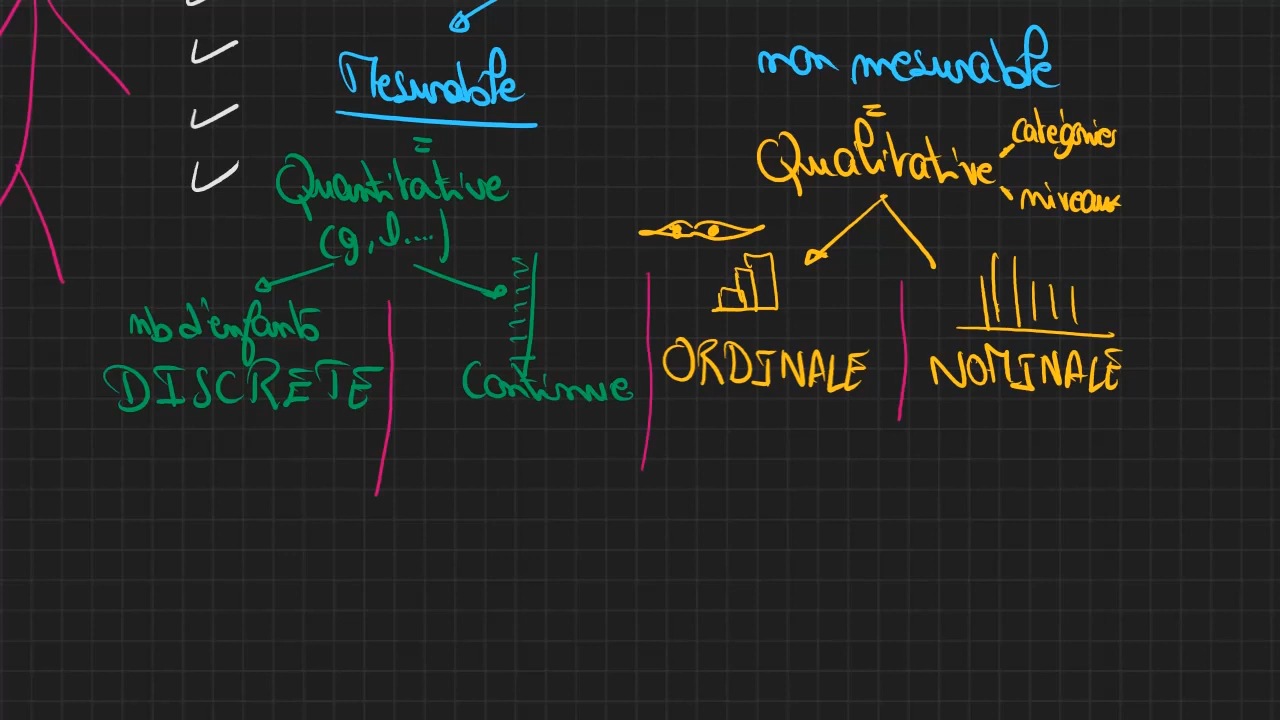 Mesurable
non mesurable
=
Quantitative
(g, l....)
=
Qualitative
catégories
niveaux
nb d'enfants
DISCRETE
Continue
ORDINALE
NOMINALE